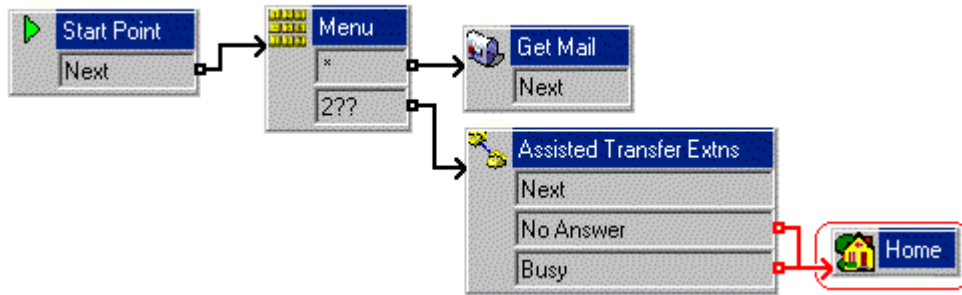 Start Point
Next
Menu
*
2??
Get Mail
Next
Assisted Transfer Extns
Next
No Answer
Busy
Home